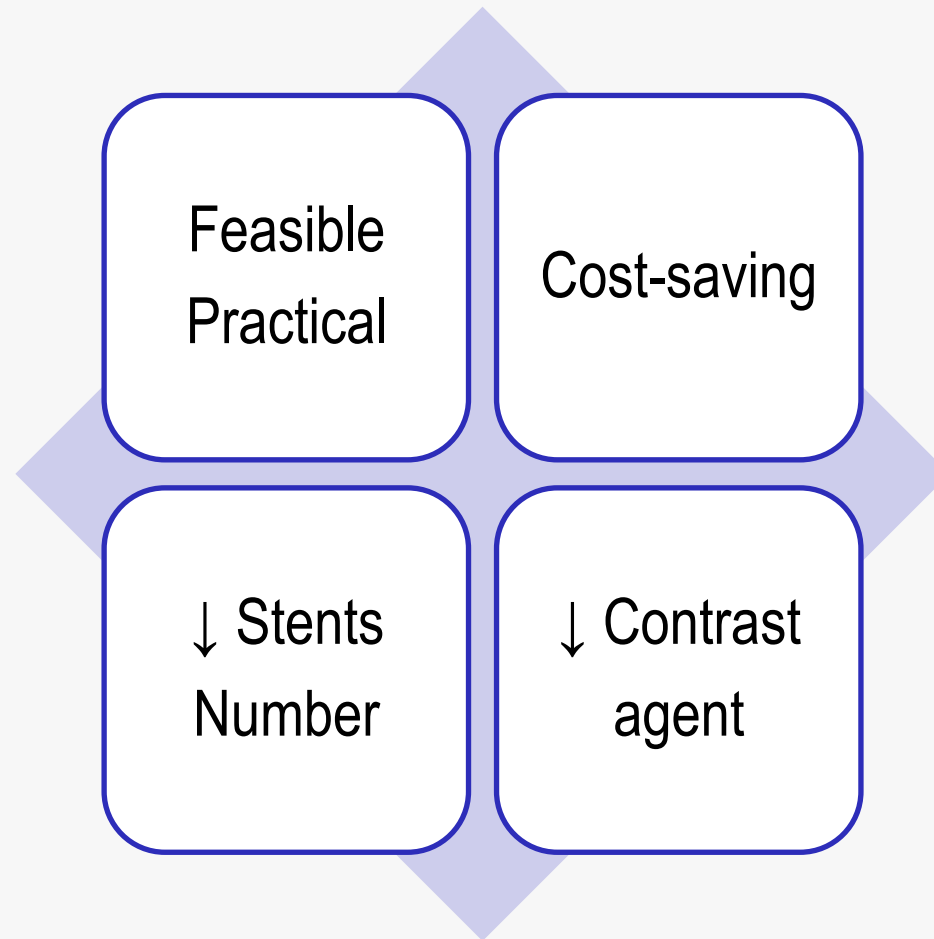 Feasible
Practical
Cost-saving
↓ Stents
Number
↓ Contrast
agent